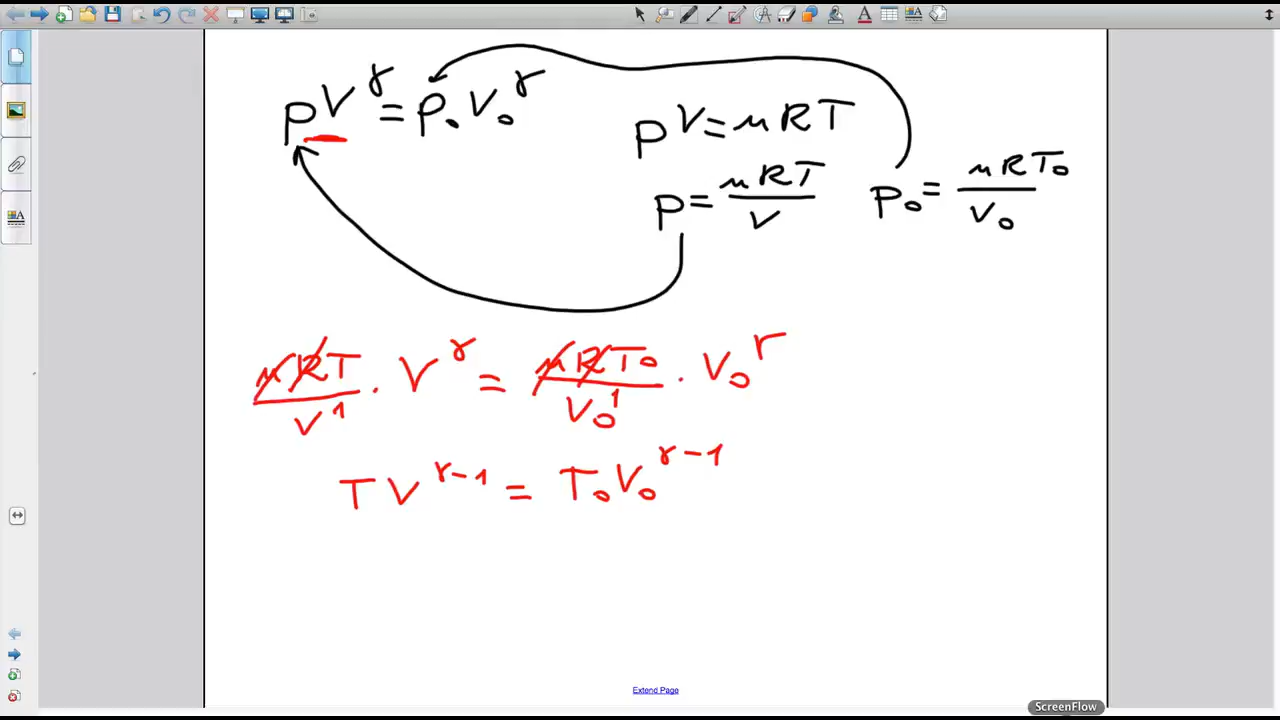 pV^γ = p₀V₀^γ
pV = nRT
p = nRT/V
p₀ = nRT₀/V₀
nRT/V¹ · V^γ = nRT₀/V₀¹ · V₀^γ
TV^(γ-1) = T₀V₀^(γ-1)
Extend Page
ScreenFlow